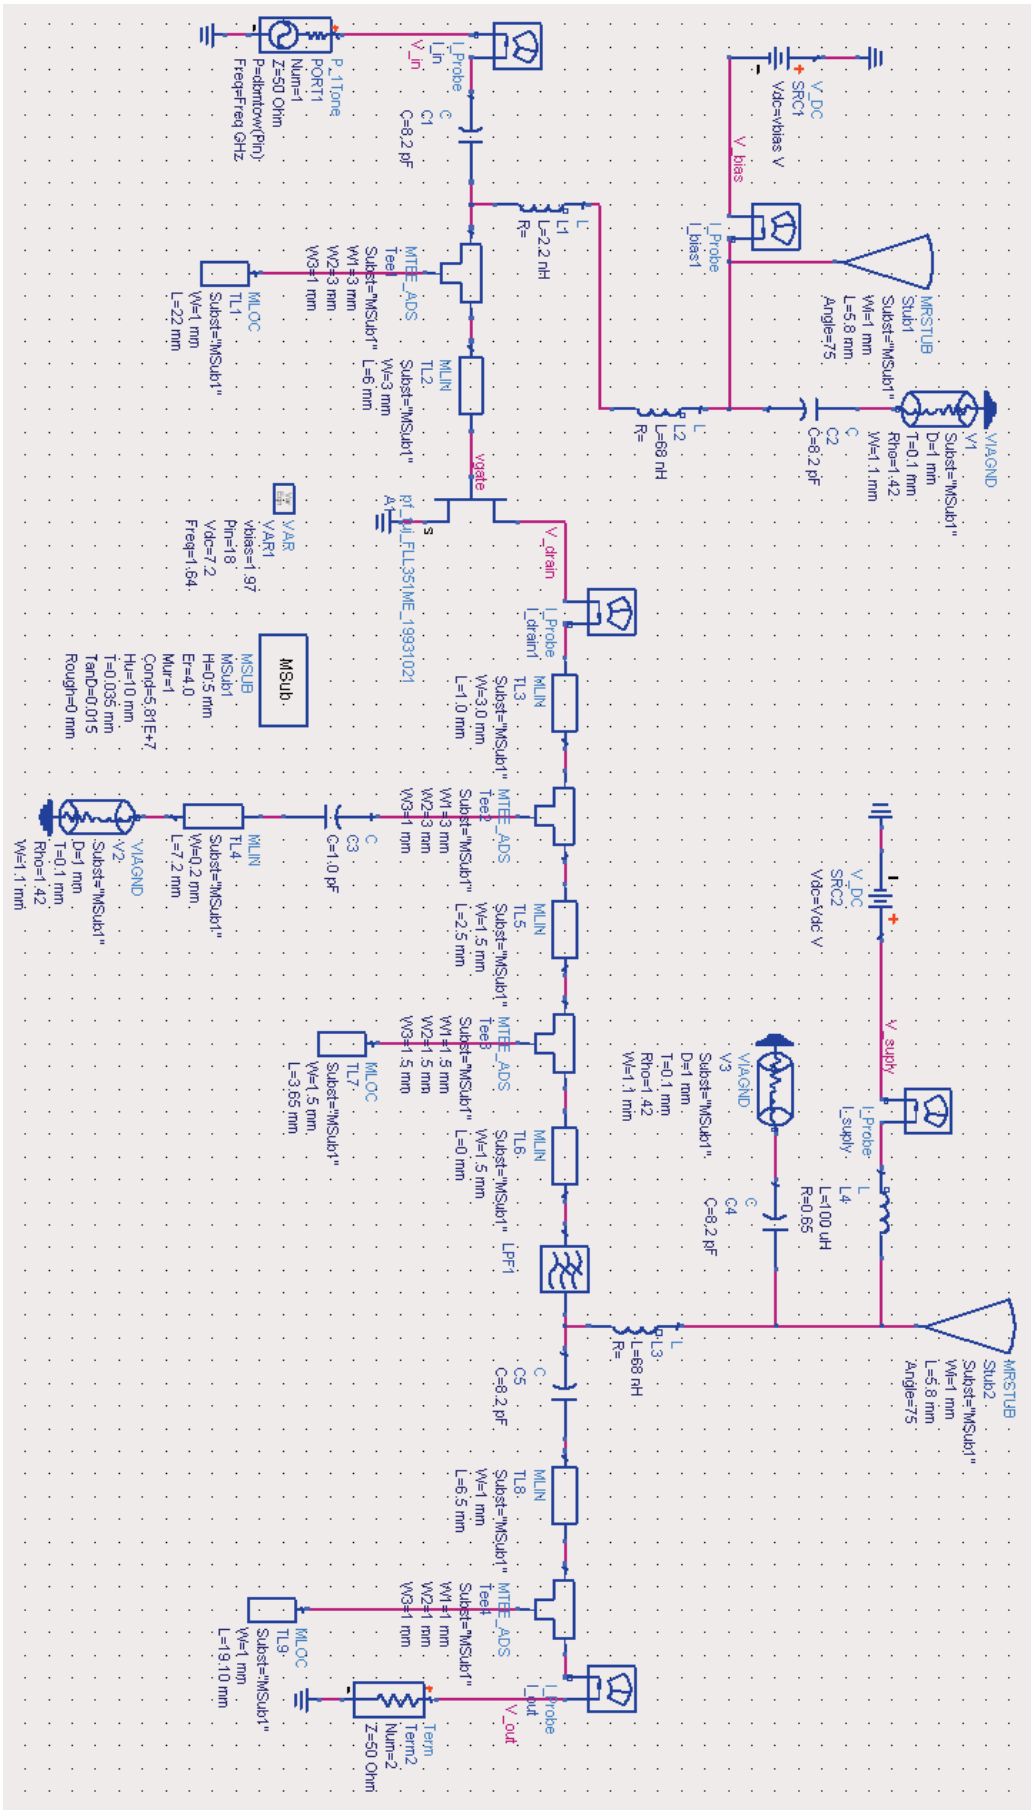 P_1Tone
PORT1
Num=1
Z=50 Ohm
P=dbmtow(Pin)
Freq=Freq GHz
I_Probe
I_in
V_in
C
C1
C=8.2 pF
V_DC
SRC1
Vdc=vbias V
V_bias
I_Probe
I_bias1
MRSTUB
Stub1
Subst="MSub1"
Wi=1 mm
L=5.8 mm
Angle=75
L
L1
L=2.2 nH
R=
MTEE_ADS
Tee1
Subst="MSub1"
W1=3 mm
W2=3 mm
W3=1 mm
MLOC
TL1
Subst="MSub1"
W=1 mm
L=22 mm
MLIN
TL2
Subst="MSub1"
W=3 mm
L=6 mm
L
L2
L=68 nH
R=
C
C2
C=8.2 pF
VIAGND
V1
Subst="MSub1"
D=1 mm
T=0.1 mm
Rho=1.42
W=1.1 mm
vgate
S
pf_fuj_FLL351ME_19931021
A1
V_drain
I_Probe
I_drain1
VAR
VAR1
vbias=1.97
Pin=18
Vdc=7.2
Freq=1.64
MSub
MSUB
MSub1
H=0.5 mm
Er=4.0
Mur=1
Cond=5.81E+7
Hu=10 mm
T=0.035 mm
TanD=0.015
Rough=0 mm
MLIN
TL3
Subst="MSub1"
W=3.0 mm
L=1.0 mm
MTEE_ADS
Tee2
Subst="MSub1"
W1=3 mm
W2=3 mm
W3=1 mm
C
C3
C=1.0 pF
MLIN
TL4
Subst="MSub1"
W=0.2 mm
L=7.2 mm
VIAGND
V2
Subst="MSub1"
D=1 mm
T=0.1 mm
Rho=1.42
W=1.1 mm
MLIN
TL5
Subst="MSub1"
W=1.5 mm
L=2.5 mm
MTEE_ADS
Tee3
Subst="MSub1"
W1=1.5 mm
W2=1.5 mm
W3=1.5 mm
MLOC
TL7
Subst="MSub1"
W=1.5 mm
L=3.65 mm
MLIN
TL6
Subst="MSub1"
W=1.5 mm
L=0 mm
LPF1
V_DC
SRC2
Vdc=Vdc V
V_suply
I_Probe
I_suply
L
L4
L=100 uH
R=0.65
VIAGND
V3
Subst="MSub1"
D=1 mm
T=0.1 mm
Rho=1.42
W=1.1 mm
C
C4
C=8.2 pF
MRSTUB
Stub2
Subst="MSub1"
Wi=1 mm
L=5.8 mm
Angle=75
L
L3
L=68 nH
R=
C
C5
C=8.2 pF
MLIN
TL8
Subst="MSub1"
W=1 mm
L=6.5 mm
MTEE_ADS
Tee4
Subst="MSub1"
W1=1 mm
W2=1 mm
W3=1 mm
MLOC
TL9
Subst="MSub1"
W=1 mm
L=19.10 mm
I_Probe
I_out
V_out
Term
Term2
Num=2
Z=50 Ohm